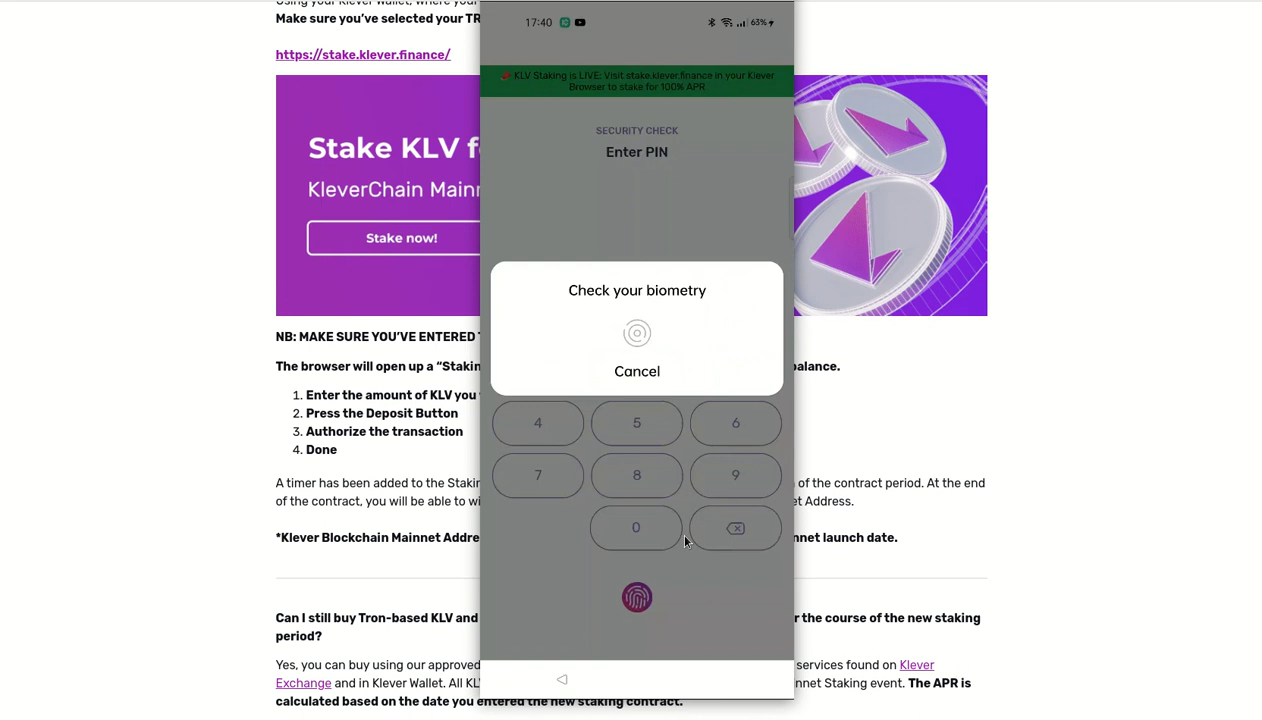 Make sure you've selected your TR
https://stake.klever.finance/
Stake KLV f
KleverChain Mainn
Stake now!
NB: MAKE SURE YOU'VE ENTERED
The browser will open up a "Stakin
balance.
1. Enter the amount of KLV you
2. Press the Deposit Button
3. Authorize the transaction
4. Done
A timer has been added to the Stakin
of the contract period. At the end
of the contract, you will be able to wi
et Address.
*Klever Blockchain Mainnet Addre
nnet launch date.
Can I still buy Tron-based KLV and
r the course of the new staking
period?
Yes, you can buy using our approved
services found on Klever
Exchange and in Klever Wallet. All KL
nnet Staking event. The APR is
calculated based on the date you entered the new staking contract.
17:40
63%
KLV Staking is LIVE: Visit stake.klever.finance in your Klever
Browser to stake for 100% APR
SECURITY CHECK
Enter PIN
Check your biometry
Cancel
4 5 6
7 8 9
0